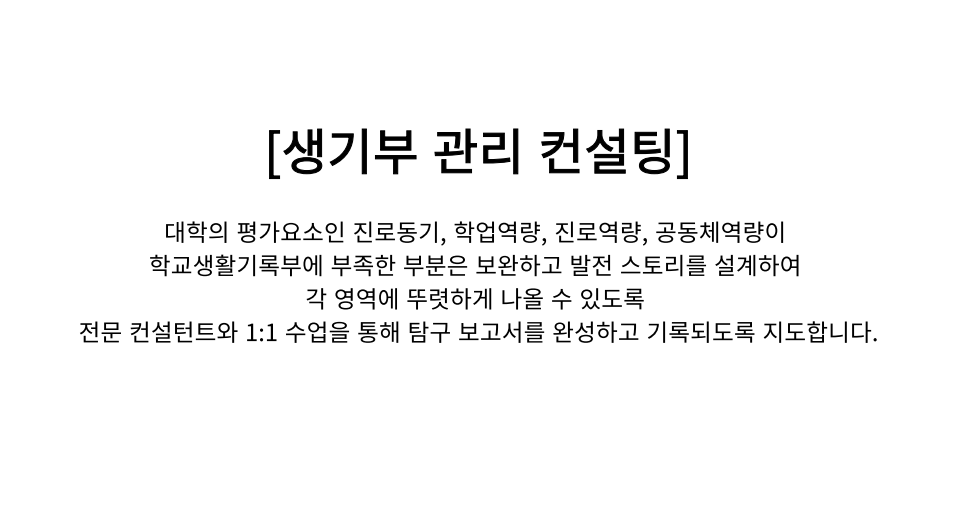 [생기부 관리 컨설팅]
대학의 평가요소인 진로동기, 학업역량, 진로역량, 공동체역량이
학교생활기록부에 부족한 부분은 보완하고 발전 스토리를 설계하여
각 영역에 뚜렷하게 나올 수 있도록
전문 컨설턴트와 1:1 수업을 통해 탐구 보고서를 완성하고 기록되도록 지도합니다.